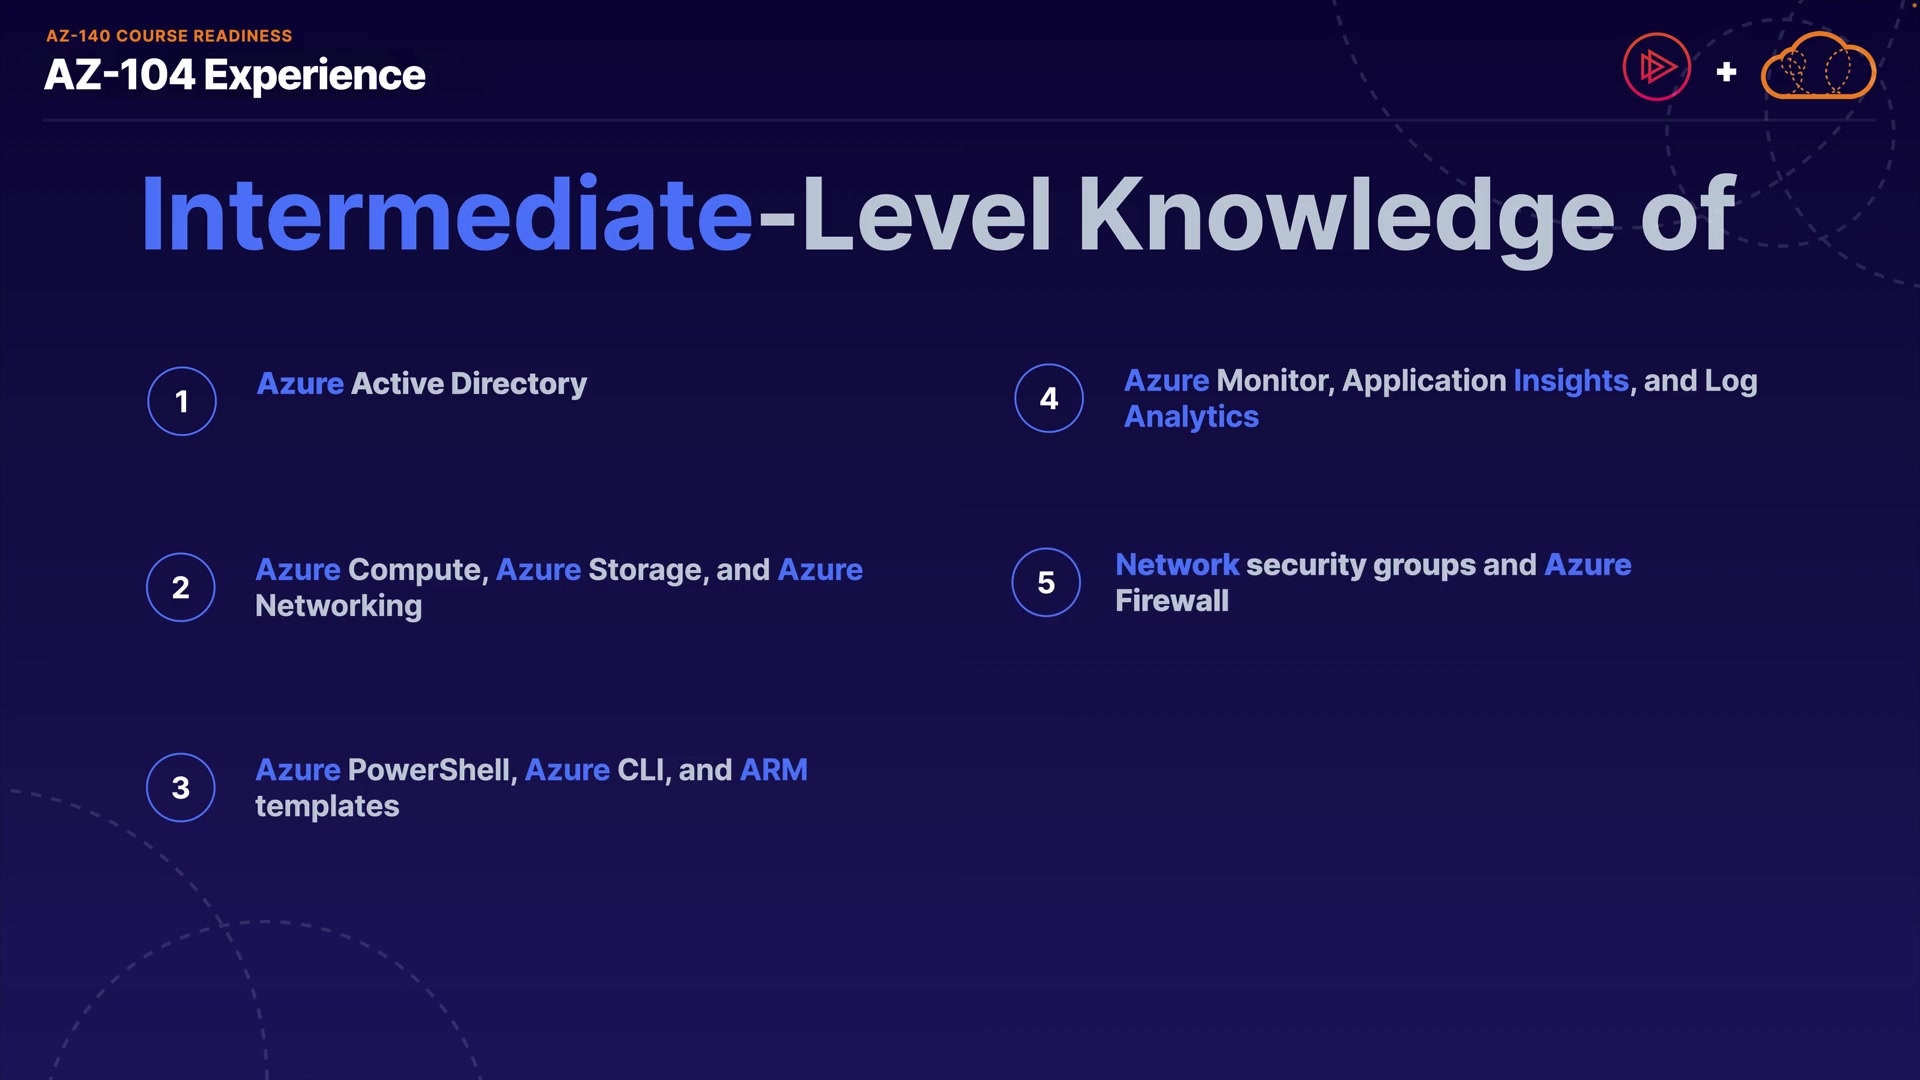 AZ-140 COURSE READINESS
AZ-104 Experience
+
Intermediate-Level Knowledge of
1
Azure Active Directory
2
Azure Compute, Azure Storage, and Azure
Networking
3
Azure PowerShell, Azure CLI, and ARM
templates
4
Azure Monitor, Application Insights, and Log
Analytics
5
Network security groups and Azure
Firewall